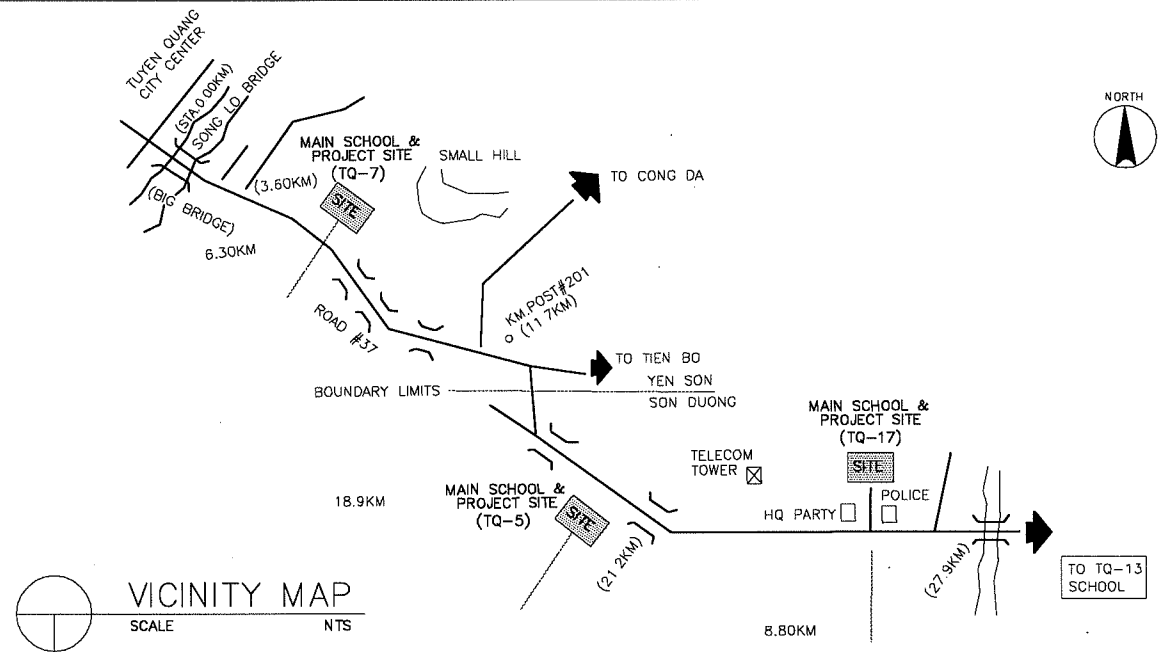 TUYEN QUANG
CITY CENTER
(STA.0.00KM)
SONG LO BRIDGE
(BIG BRIDGE)
6.30KM
(3.60KM)
MAIN SCHOOL &
PROJECT SITE
(TQ-7)
SITE
SMALL HILL
TO CONG DA
NORTH
ROAD #37
KM.POST#201
(11 7KM)
TO TIEN BO
BOUNDARY LIMITS
YEN SON
SON DUONG
MAIN SCHOOL &
PROJECT SITE
(TQ-17)
SITE
TELECOM
TOWER
HQ PARTY
POLICE
18.9KM
MAIN SCHOOL &
PROJECT SITE
(TQ-5)
SITE
(21 2KM)
(27.9KM)
TO TQ-13
SCHOOL
8.80KM
VICINITY MAP
SCALE NTS